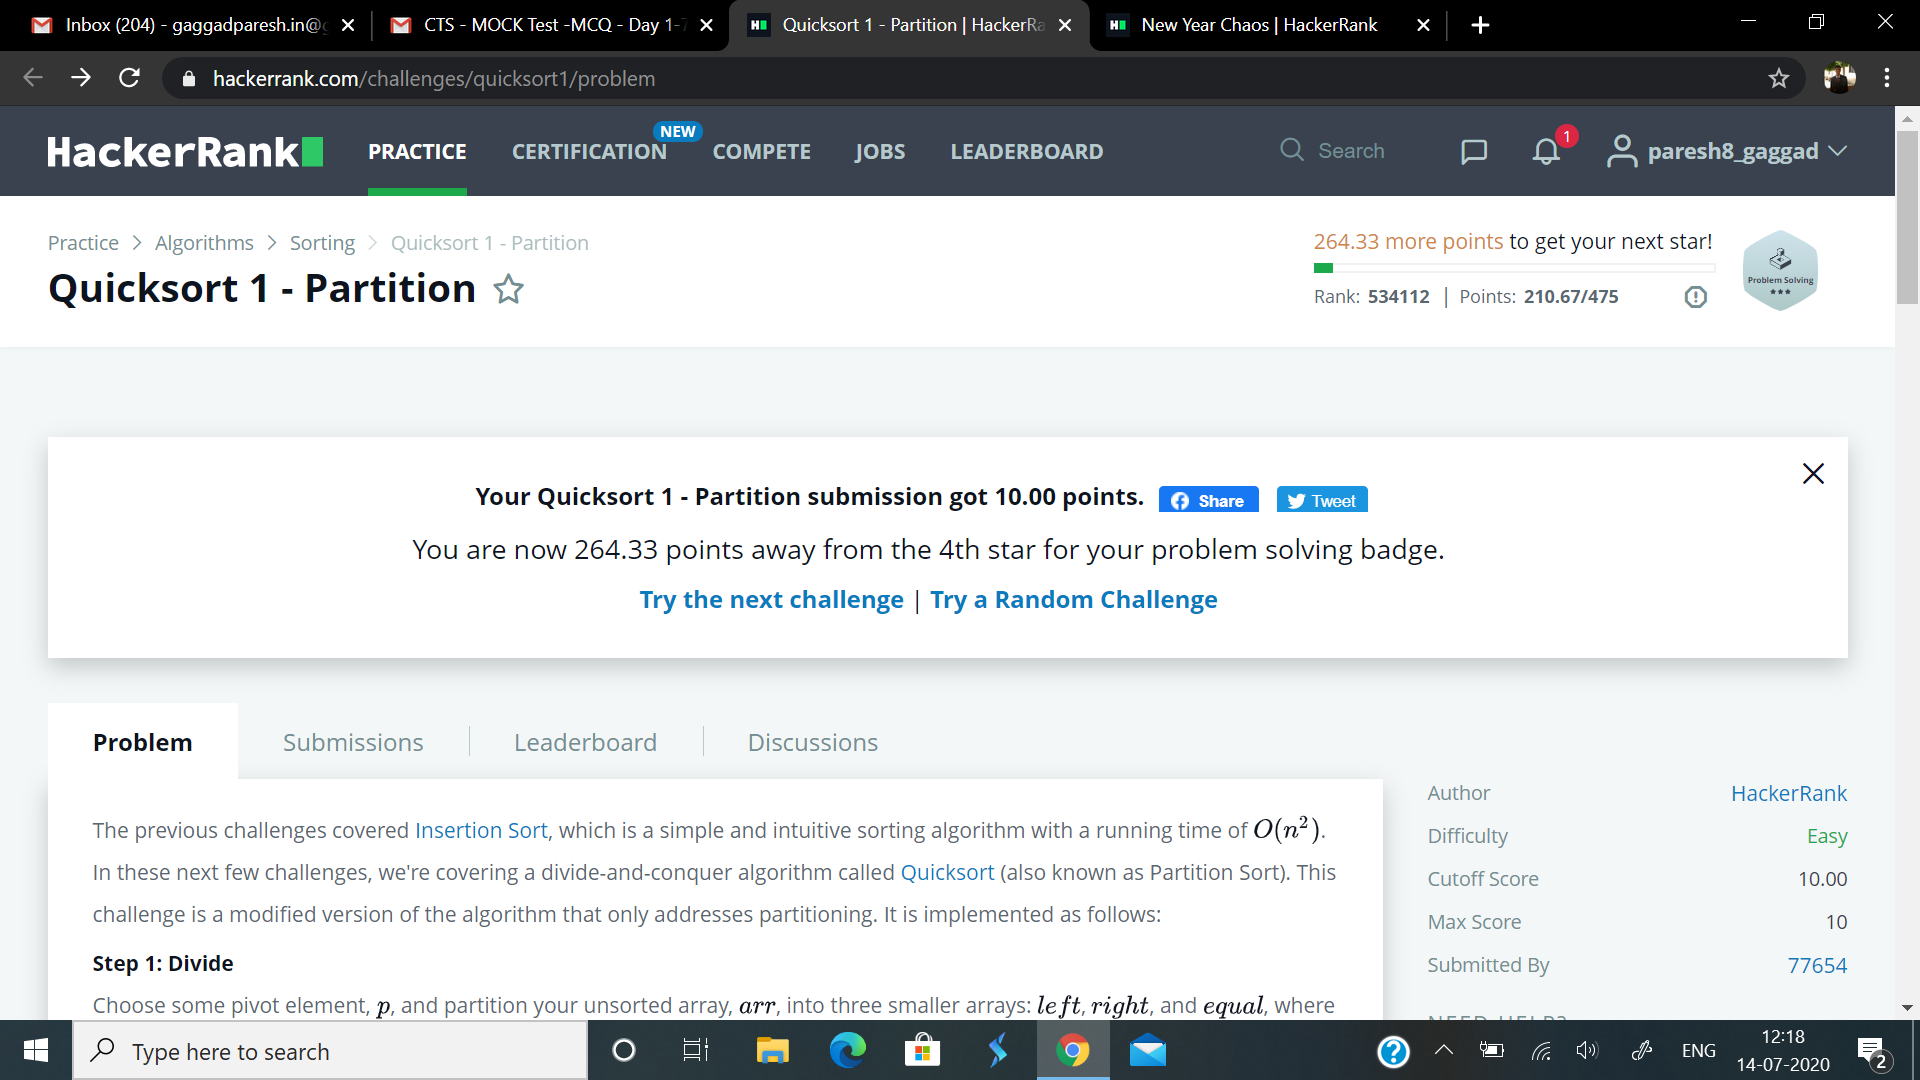 Inbox (204) - gaggadparesh.in@g
CTS - MOCK Test -MCQ - Day 1-7
Quicksort 1 - Partition | HackerRa
New Year Chaos | HackerRank
hackerrank.com/challenges/quicksort1/problem
HackerRank
PRACTICE
CERTIFICATION
NEW
COMPETE
JOBS
LEADERBOARD
Search
1
paresh8_gaggad
Practice > Algorithms > Sorting > Quicksort 1 - Partition
Quicksort 1 - Partition
264.33 more points to get your next star!
Rank: 534112 | Points: 210.67/475
Problem Solving
Your Quicksort 1 - Partition submission got 10.00 points.
Share
Tweet
You are now 264.33 points away from the 4th star for your problem solving badge.
Try the next challenge | Try a Random Challenge
Problem
Submissions
Leaderboard
Discussions
The previous challenges covered Insertion Sort, which is a simple and intuitive sorting algorithm with a running time of O(n²).
In these next few challenges, we're covering a divide-and-conquer algorithm called Quicksort (also known as Partition Sort). This
challenge is a modified version of the algorithm that only addresses partitioning. It is implemented as follows:
Step 1: Divide
Choose some pivot element, p, and partition your unsorted array, arr, into three smaller arrays: left, right, and equal, where
Author HackerRank
Difficulty Easy
Cutoff Score 10.00
Max Score 10
Submitted By 77654
NEED HELP?
Type here to search
ENG
12:18
14-07-2020
2